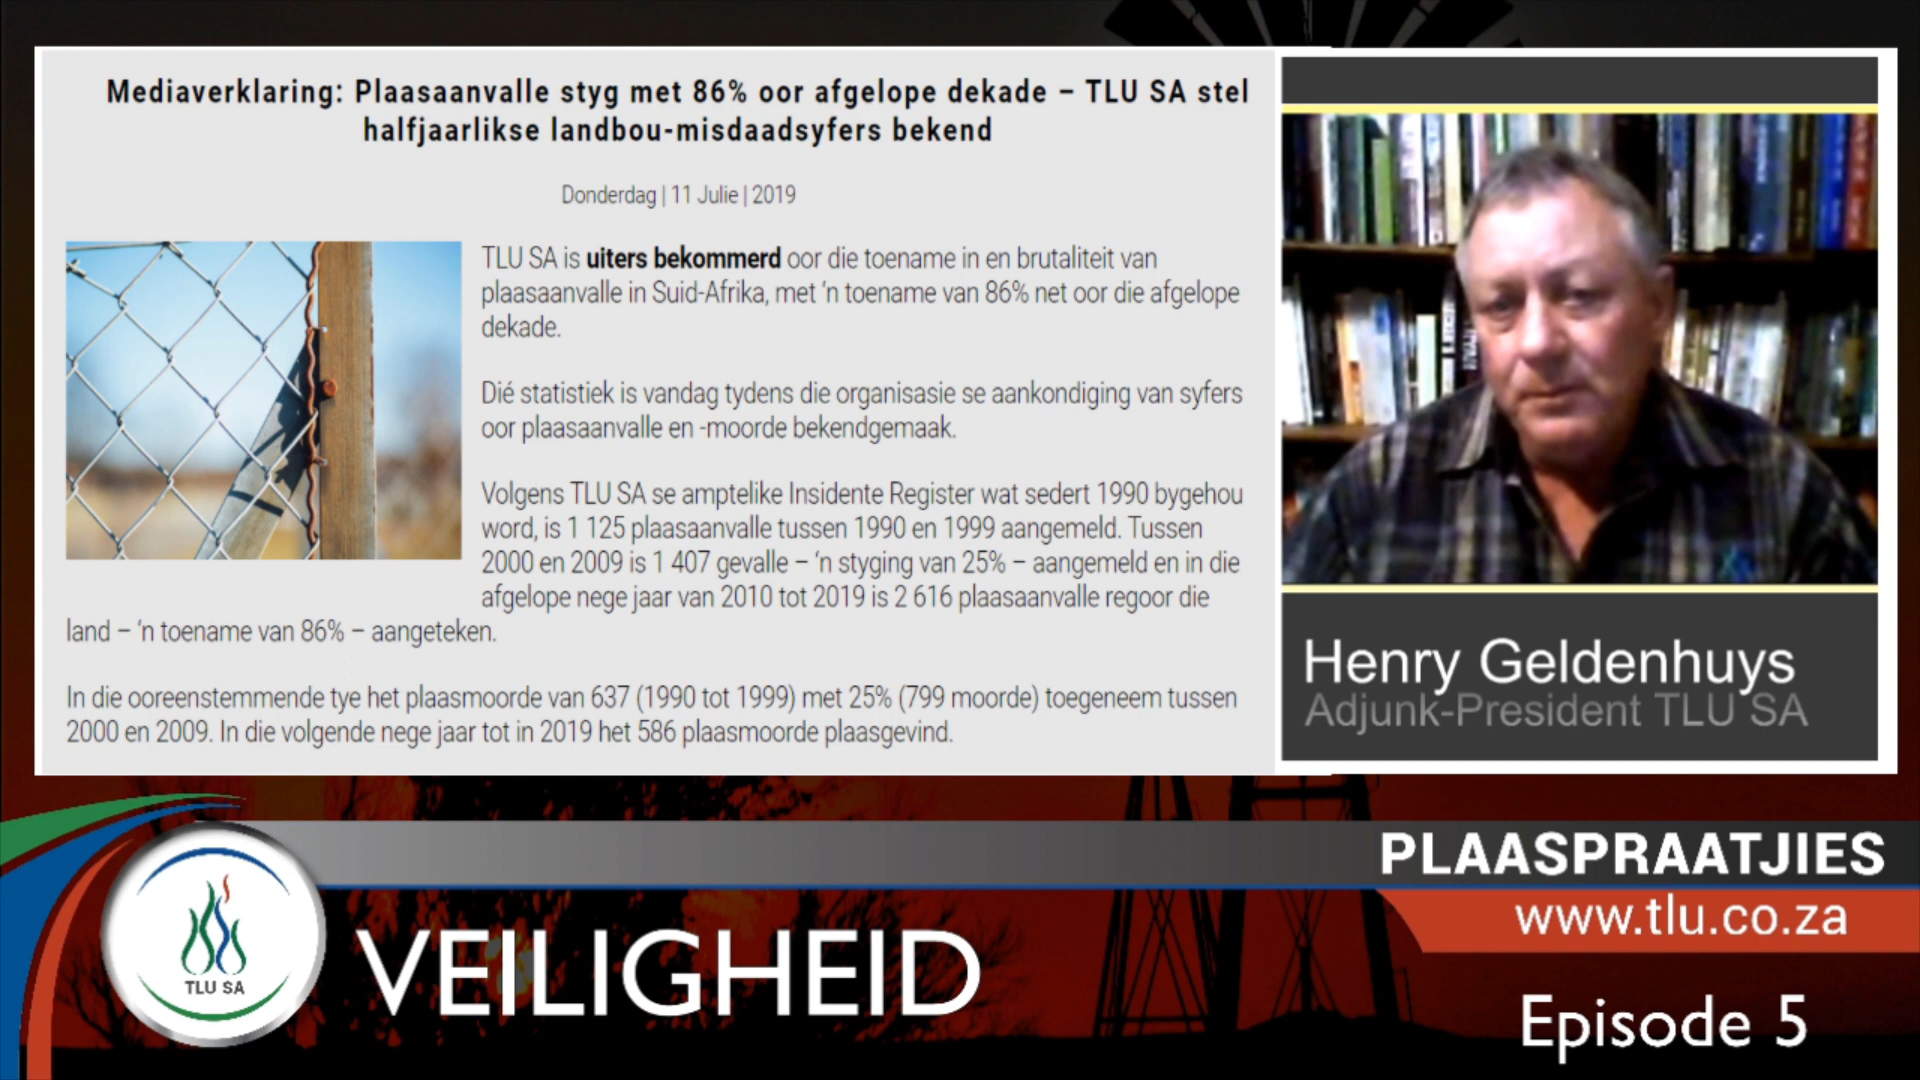 Mediaverklaring: Plaasaanvalle styg met 86% oor afgelope dekade – TLU SA stel
halfjaarlikse landbou-misdaadsyfers bekend
Donderdag | 11 Julie | 2019
TLU SA is uiters bekommerd oor die toename in en brutaliteit van
plaasaanvalle in Suid-Afrika, met ‘n toename van 86% net oor die afgelope
dekade.
Dié statistiek is vandag tydens die organisasie se aankondiging van syfers
oor plaasaanvalle en -moorde bekendgemaak.
Volgens TLU SA se amptelike Insidente Register wat sedert 1990 bygehou
word, is 1 125 plaasaanvalle tussen 1990 en 1999 aangemeld. Tussen
2000 en 2009 is 1 407 gevalle – ‘n styging van 25% – aangemeld en in die
afgelope nege jaar van 2010 tot 2019 is 2 616 plaasaanvalle regoor die
land – ‘n toename van 86% – aangeteken.
In die ooreenstemmende tye het plaasmoorde van 637 (1990 tot 1999) met 25% (799 moorde) toegeneem tussen
2000 en 2009. In die volgende nege jaar tot in 2019 het 586 plaasmoorde plaasgevind.
Henry Geldenhuys
Adjunk-President TLU SA
PLAASPRAATJIES
www.tlu.co.za
TLU SA
VEILIGHEID
Episode 5